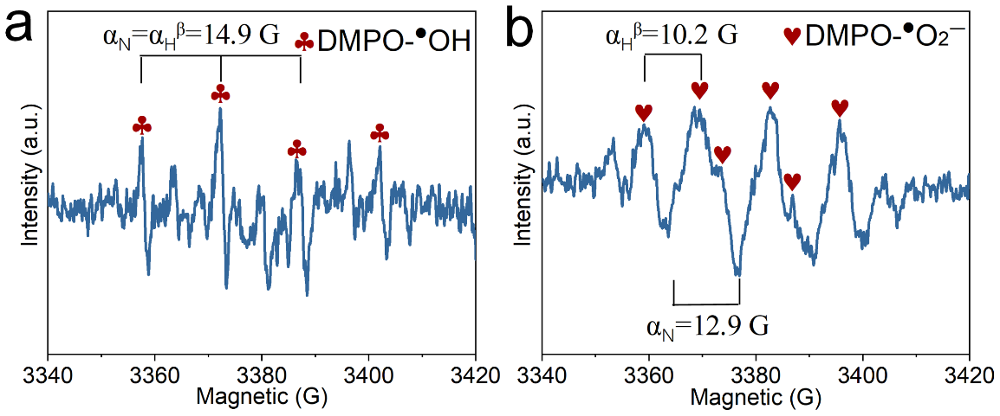 a
αN=αHβ=14.9 G
♣DMPO-•OH
Intensity (a.u.)
3340 3360 3380 3400 3420
Magnetic (G)
b
αHβ=10.2 G
♥DMPO-•O2−
Intensity (a.u.)
αN=12.9 G
3340 3360 3380 3400 3420
Magnetic (G)